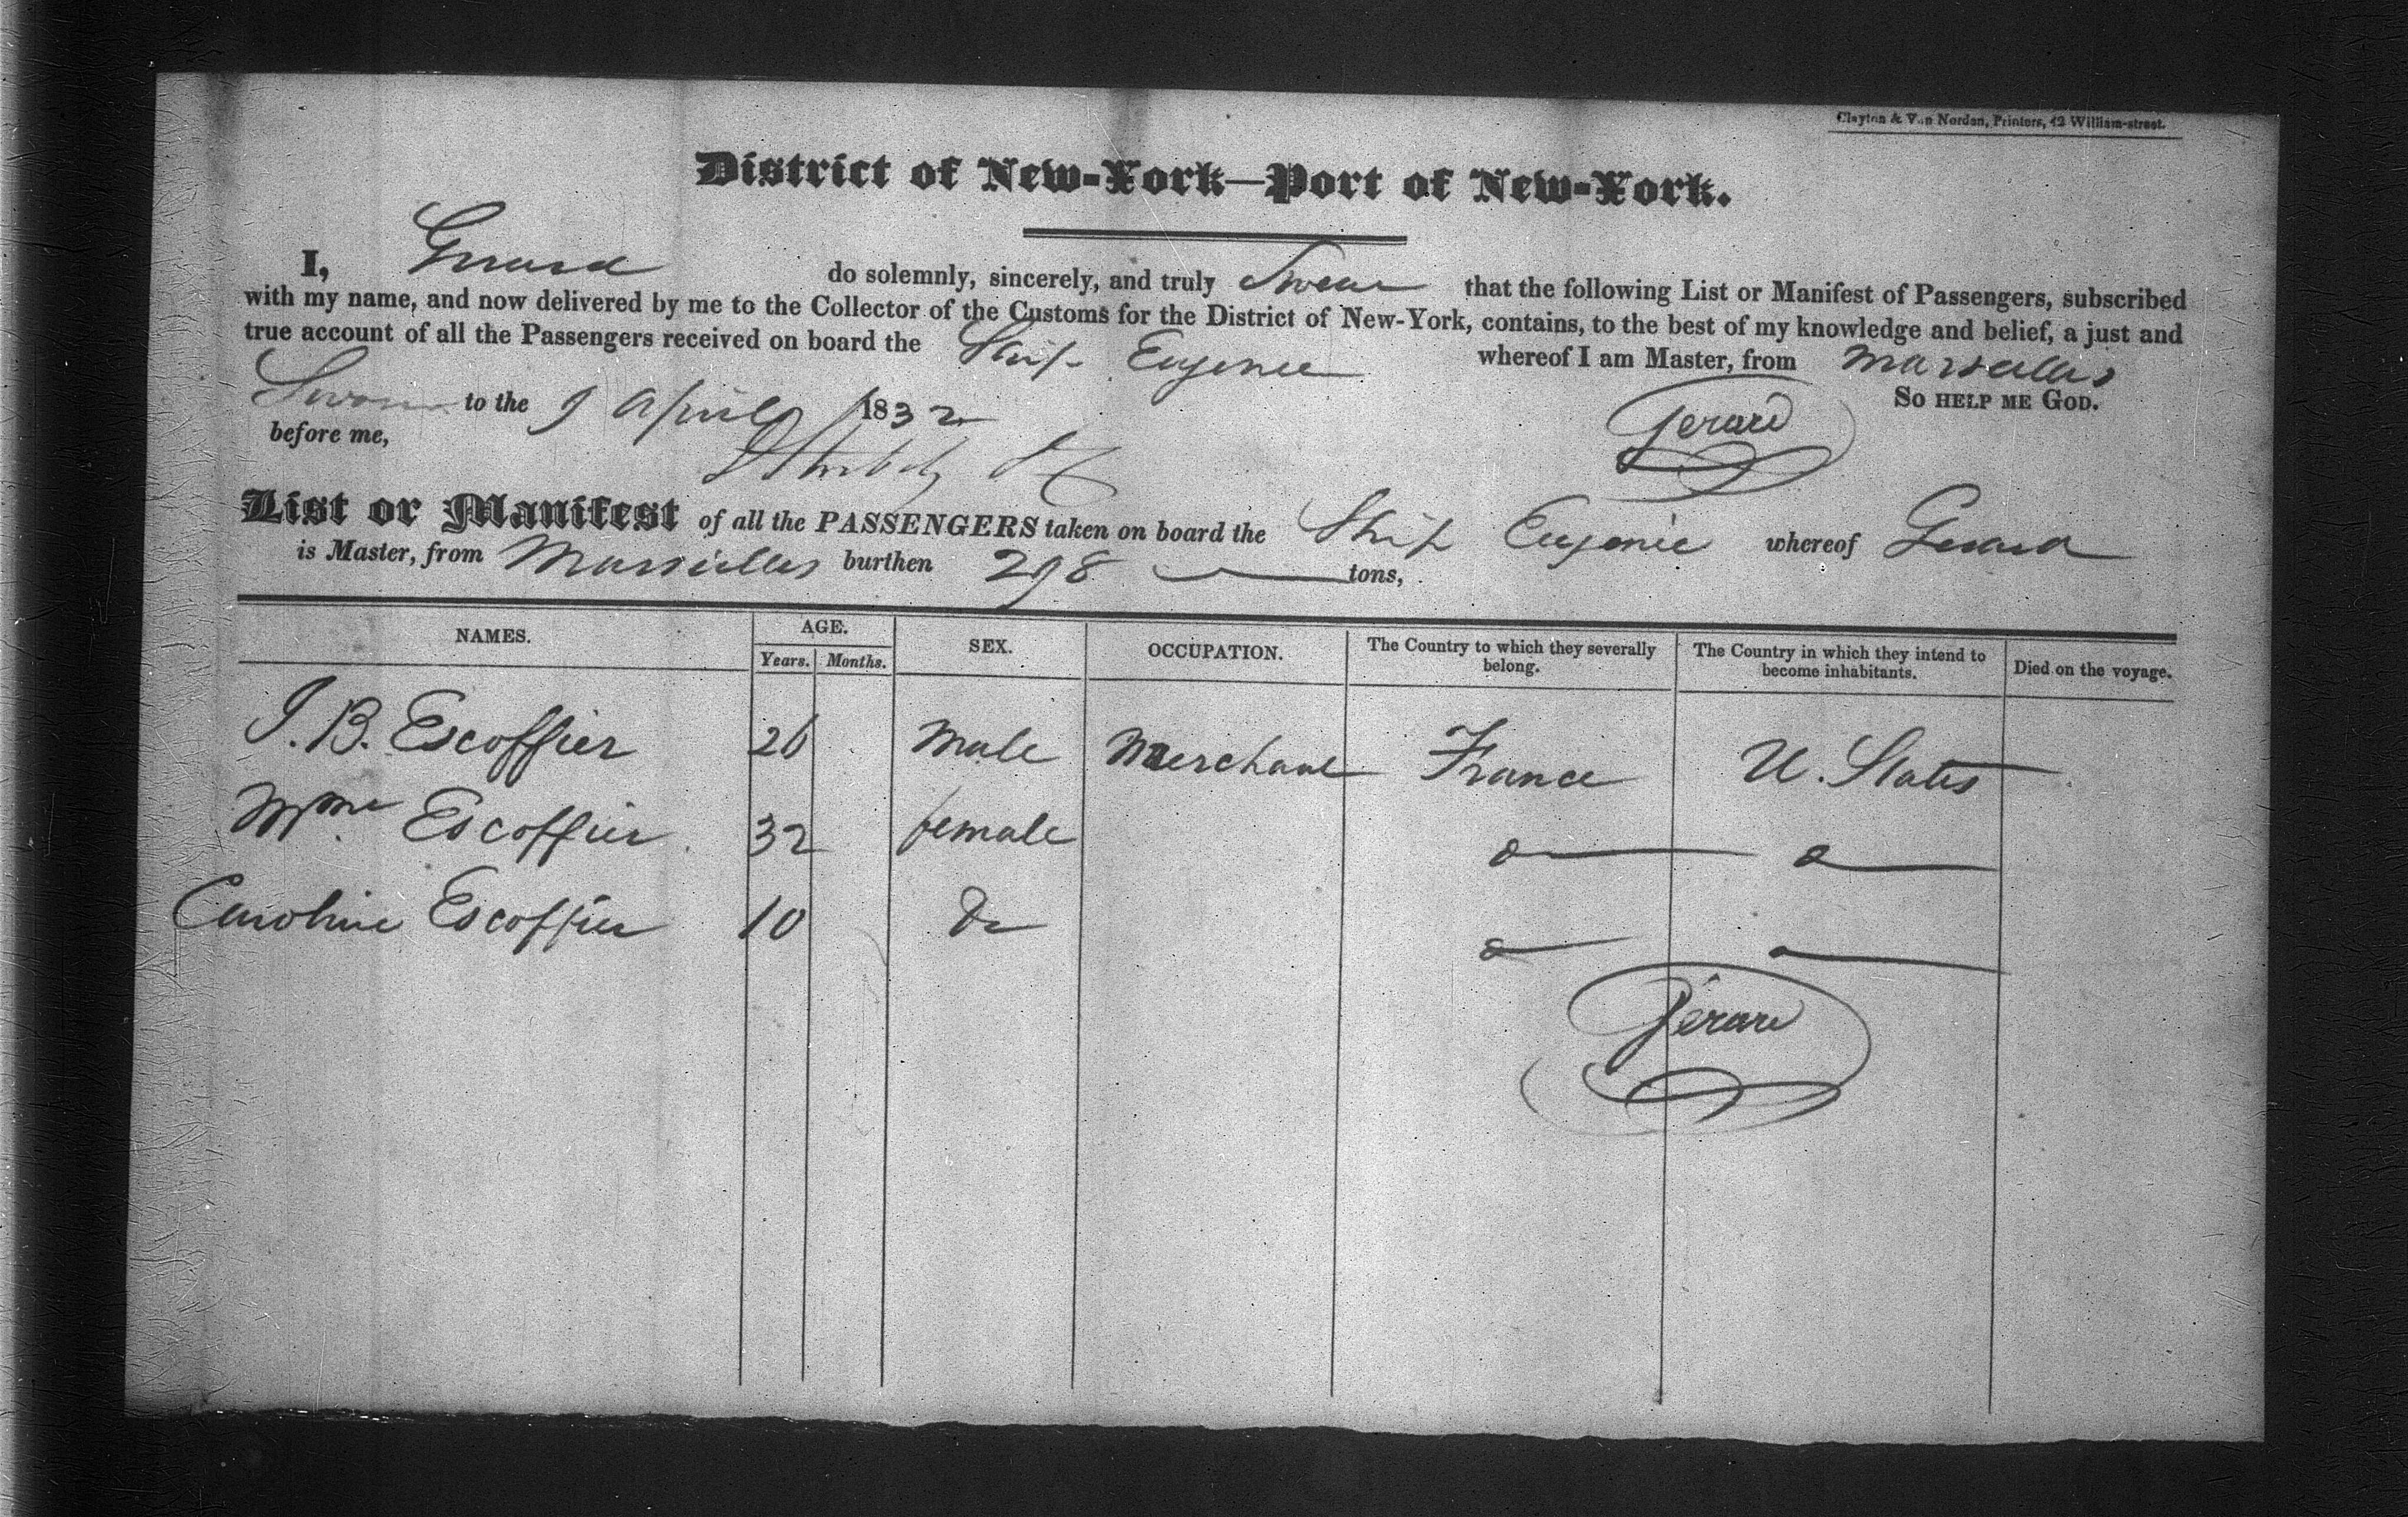 Clayton & Van Norden, Printers, 42 William-street.
District of New-York—Port of New-York.
I, Gerard do solemnly, sincerely, and truly Swear that the following List or Manifest of Passengers, subscribed
with my name, and now delivered by me to the Collector of the Customs for the District of New-York, contains, to the best of my knowledge and belief, a just and
true account of all the Passengers received on board the Ship Eugenie whereof I am Master, from Marseilles
Sworn to the 9 April 1832 So HELP ME GOD.
before me, Gerard
List or Manifest of all the PASSENGERS taken on board the Ship Eugenie whereof Gerard
is Master, from Marseilles burthen 298 tons,
NAMES. AGE. Years. Months. SEX. OCCUPATION. The Country to which they severally belong. The Country in which they intend to become inhabitants. Died on the voyage.
J. B. Escoffier 26 Male Merchant France U. States
Mme Escoffier 32 female
Caroline Escoffier 10 Do
Gérard